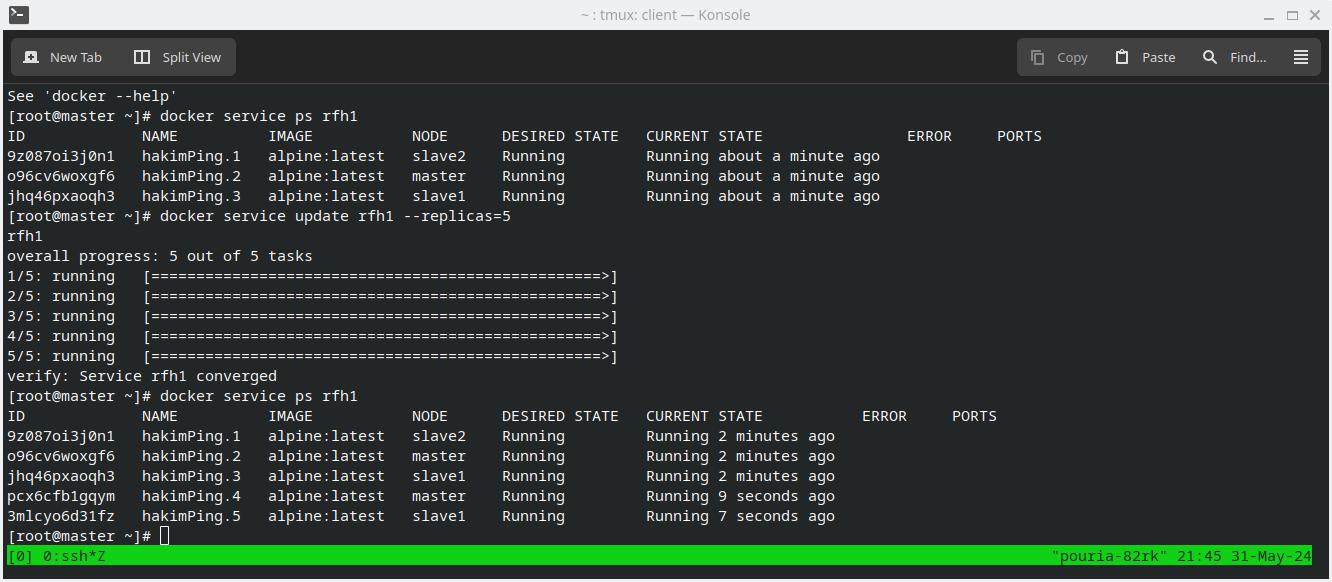 ~ : tmux: client — Konsole
New Tab Split View Copy Paste Find...
See 'docker --help'
[root@master ~]# docker service ps rfh1
ID NAME IMAGE NODE DESIRED STATE CURRENT STATE ERROR PORTS
9z087oi3j0n1 hakimPing.1 alpine:latest slave2 Running Running about a minute ago
o96cv6woxgf6 hakimPing.2 alpine:latest master Running Running about a minute ago
jhq46pxaoqh3 hakimPing.3 alpine:latest slave1 Running Running about a minute ago
[root@master ~]# docker service update rfh1 --replicas=5
rfh1
overall progress: 5 out of 5 tasks
1/5: running [==================================================>]
2/5: running [==================================================>]
3/5: running [==================================================>]
4/5: running [==================================================>]
5/5: running [==================================================>]
verify: Service rfh1 converged
[root@master ~]# docker service ps rfh1
ID NAME IMAGE NODE DESIRED STATE CURRENT STATE ERROR PORTS
9z087oi3j0n1 hakimPing.1 alpine:latest slave2 Running Running 2 minutes ago
o96cv6woxgf6 hakimPing.2 alpine:latest master Running Running 2 minutes ago
jhq46pxaoqh3 hakimPing.3 alpine:latest slave1 Running Running 2 minutes ago
pcx6cfb1gqym hakimPing.4 alpine:latest master Running Running 9 seconds ago
3mlcyo6d31fz hakimPing.5 alpine:latest slave1 Running Running 7 seconds ago
[root@master ~]#
[0] 0:ssh*Z "pouria-82rk" 21:45 31-May-24